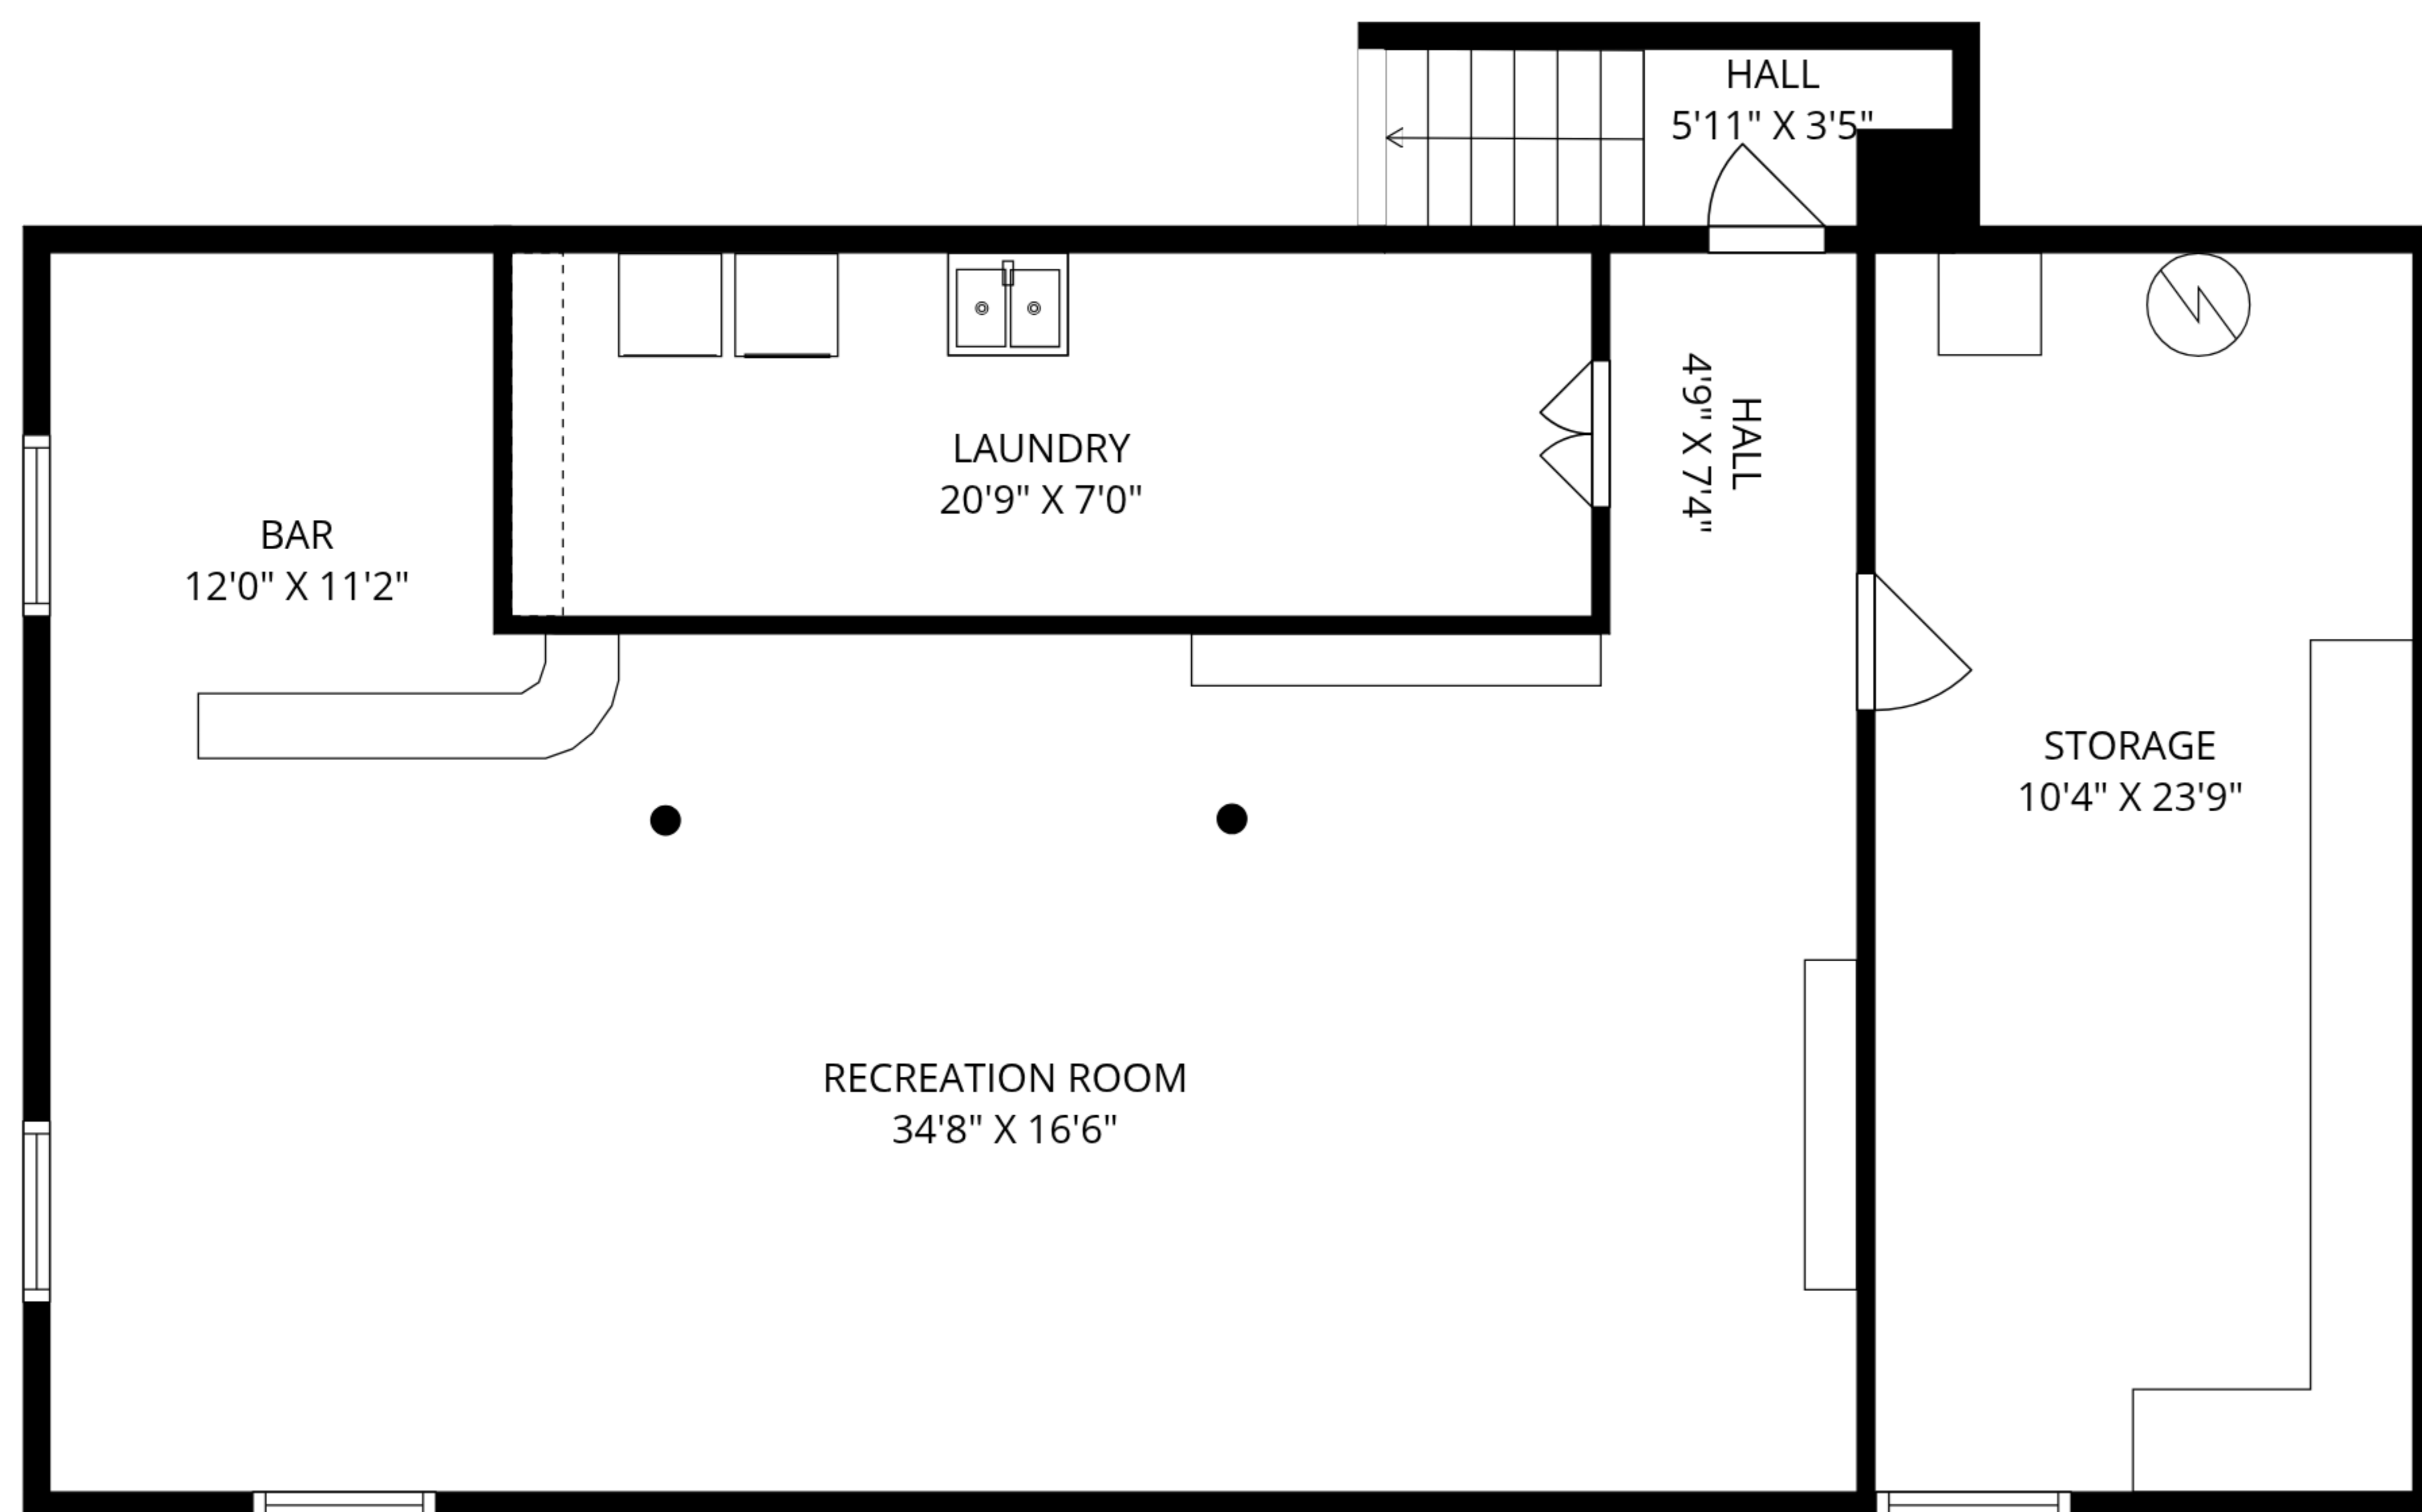 HALL
5'11" X 3'5"
HALL
4'9" X 7'4"
LAUNDRY
20'9" X 7'0"
BAR
12'0" X 11'2"
STORAGE
10'4" X 23'9"
RECREATION ROOM
34'8" X 16'6"